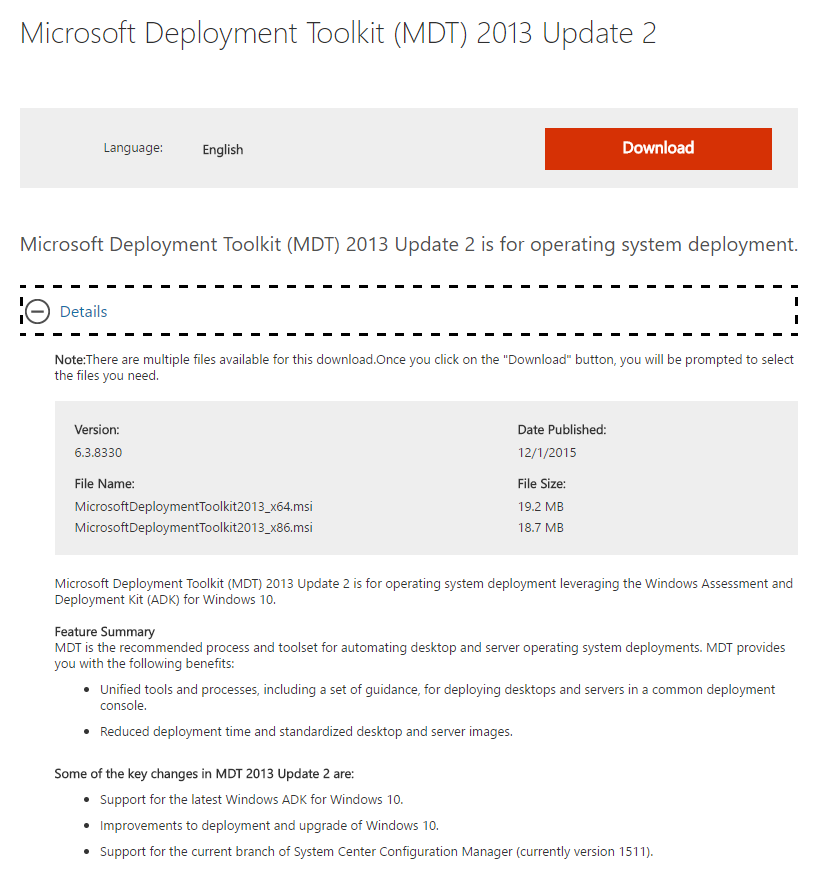 Microsoft Deployment Toolkit (MDT) 2013 Update 2
Language: English Download
Microsoft Deployment Toolkit (MDT) 2013 Update 2 is for operating system deployment.
Details
Note:There are multiple files available for this download.Once you click on the "Download" button, you will be prompted to select
the files you need.
Version: Date Published:
6.3.8330 12/1/2015
File Name: File Size:
MicrosoftDeploymentToolkit2013_x64.msi 19.2 MB
MicrosoftDeploymentToolkit2013_x86.msi 18.7 MB
Microsoft Deployment Toolkit (MDT) 2013 Update 2 is for operating system deployment leveraging the Windows Assessment and
Deployment Kit (ADK) for Windows 10.
Feature Summary
MDT is the recommended process and toolset for automating desktop and server operating system deployments. MDT provides
you with the following benefits:
• Unified tools and processes, including a set of guidance, for deploying desktops and servers in a common deployment
console.
• Reduced deployment time and standardized desktop and server images.
Some of the key changes in MDT 2013 Update 2 are:
• Support for the latest Windows ADK for Windows 10.
• Improvements to deployment and upgrade of Windows 10.
• Support for the current branch of System Center Configuration Manager (currently version 1511).